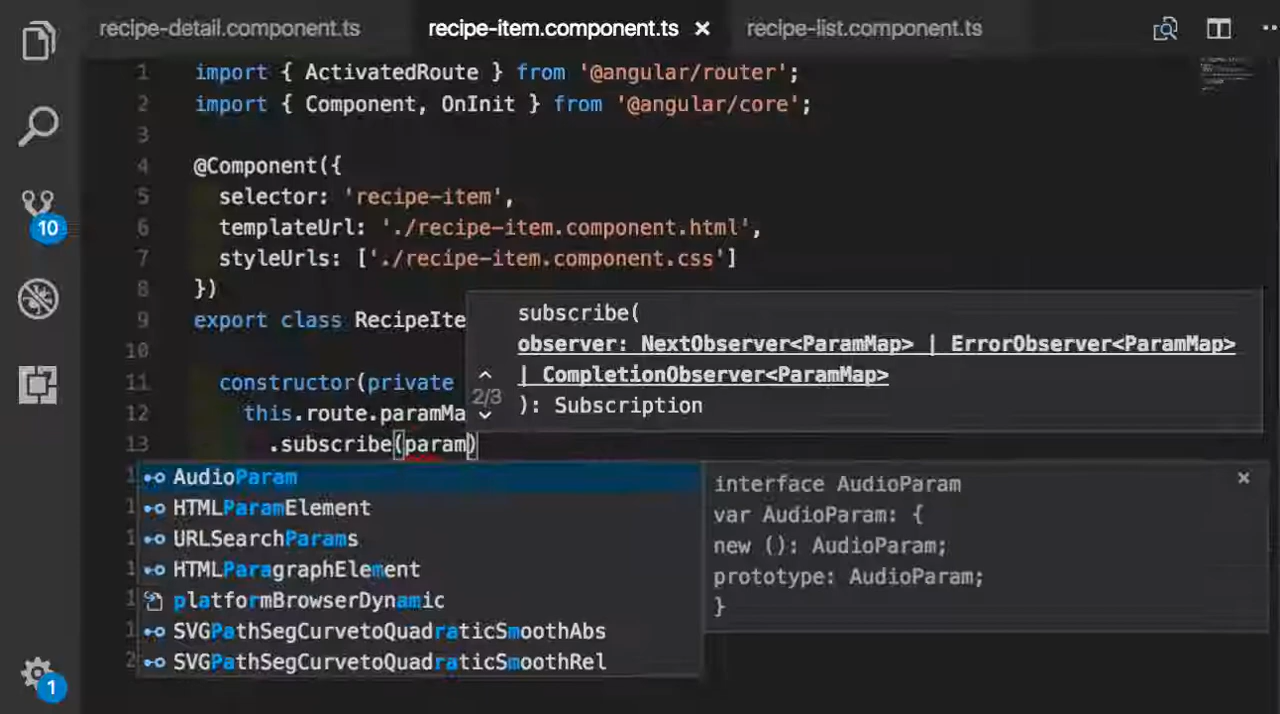 recipe-detail.component.ts recipe-item.component.ts × recipe-list.component.ts
1 import { ActivatedRoute } from '@angular/router';
2 import { Component, OnInit } from '@angular/core';
3
4 @Component({
5 selector: 'recipe-item',
6 templateUrl: './recipe-item.component.html',
7 styleUrls: ['./recipe-item.component.css']
8 })
9 export class RecipeIte
10
11 constructor(private
12 this.route.paramMa
13 .subscribe(param)
subscribe(
observer: NextObserver<ParamMap> | ErrorObserver<ParamMap>
| CompletionObserver<ParamMap>
2/3
): Subscription
AudioParam
HTMLParamElement
URLSearchParams
HTMLParagraphElement
platformBrowserDynamic
SVGPathSegCurvetoQuadraticSmoothAbs
SVGPathSegCurvetoQuadraticSmoothRel
interface AudioParam ×
var AudioParam: {
new (): AudioParam;
prototype: AudioParam;
}
10
1